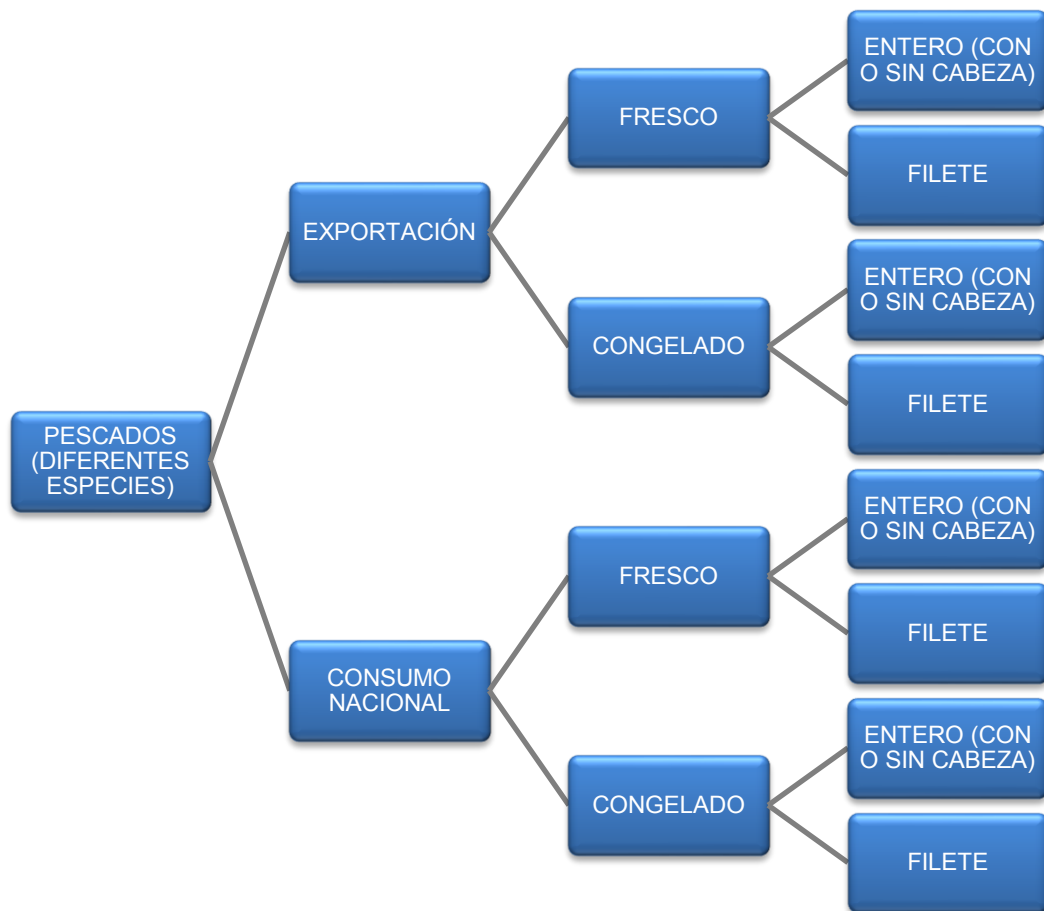 ENTERO (CON
O SIN CABEZA)
FRESCO
FILETE
EXPORTACIÓN
ENTERO (CON
O SIN CABEZA)
CONGELADO
FILETE
PESCADOS
(DIFERENTES
ESPECIES)
ENTERO (CON
O SIN CABEZA)
FRESCO
FILETE
CONSUMO
NACIONAL
ENTERO (CON
O SIN CABEZA)
CONGELADO
FILETE